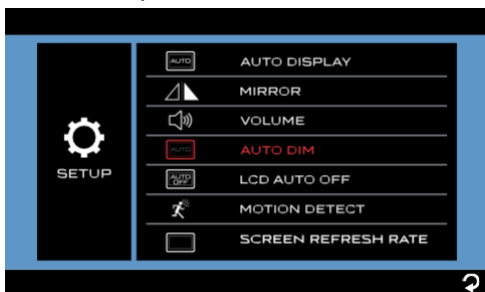 AUTO AUTO DISPLAY
MIRROR
VOLUME
AUTO AUTO DIM
SETUP
AUTO OFF LCD AUTO OFF
MOTION DETECT
SCREEN REFRESH RATE